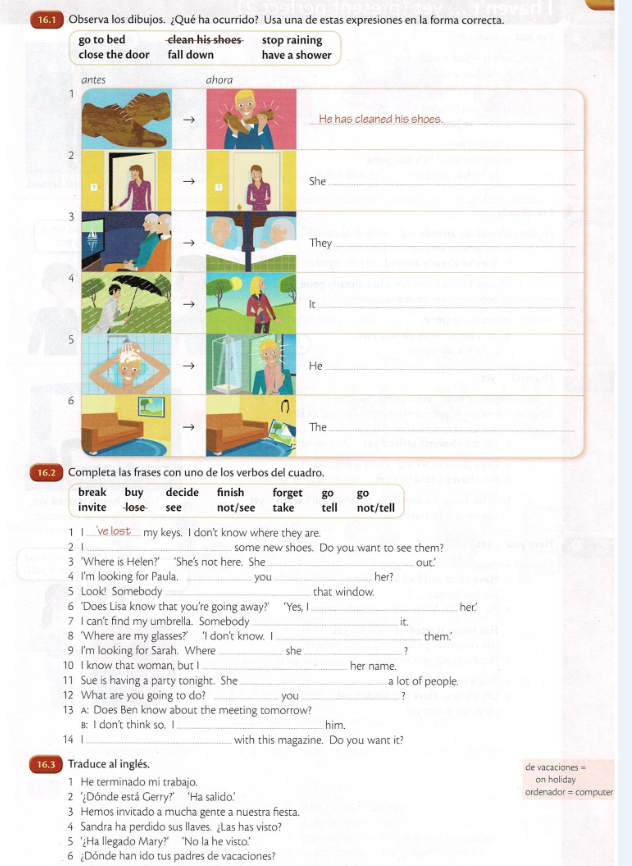 16.1 Observa los dibujos. ¿Qué ha ocurrido? Usa una de estas expresiones en la forma correcta.
go to bed clean his shoes stop raining
close the door fall down have a shower
antes ahora
1 → He has cleaned his shoes.
2 → She
3 → They
4 → It
5 → He
6 → The
16.2 Completa las frases con uno de los verbos del cuadro.
break buy decide finish forget go go
invite lose see not/see take tell not/tell
1 I 've lost my keys. I don't know where they are.
2 I some new shoes. Do you want to see them?
3 'Where is Helen?' 'She's not here. She out.'
4 I'm looking for Paula. you her?
5 Look! Somebody that window.
6 'Does Lisa know that you're going away?' 'Yes, I her.'
7 I can't find my umbrella. Somebody it.
8 'Where are my glasses?' 'I don't know. I them.'
9 I'm looking for Sarah. Where she ?
10 I know that woman, but I her name.
11 Sue is having a party tonight. She a lot of people.
12 What are you going to do? you ?
13 A: Does Ben know about the meeting tomorrow?
B: I don't think so. I him.
14 I with this magazine. Do you want it?
16.3 Traduce al inglés.
1 He terminado mi trabajo.
2 '¿Dónde está Gerry?' 'Ha salido.'
3 Hemos invitado a mucha gente a nuestra fiesta.
4 Sandra ha perdido sus llaves. ¿Las has visto?
5 '¿Ha llegado Mary?' 'No la he visto.'
6 ¿Dónde han ido tus padres de vacaciones?
de vacaciones =
on holiday
ordenador = computer